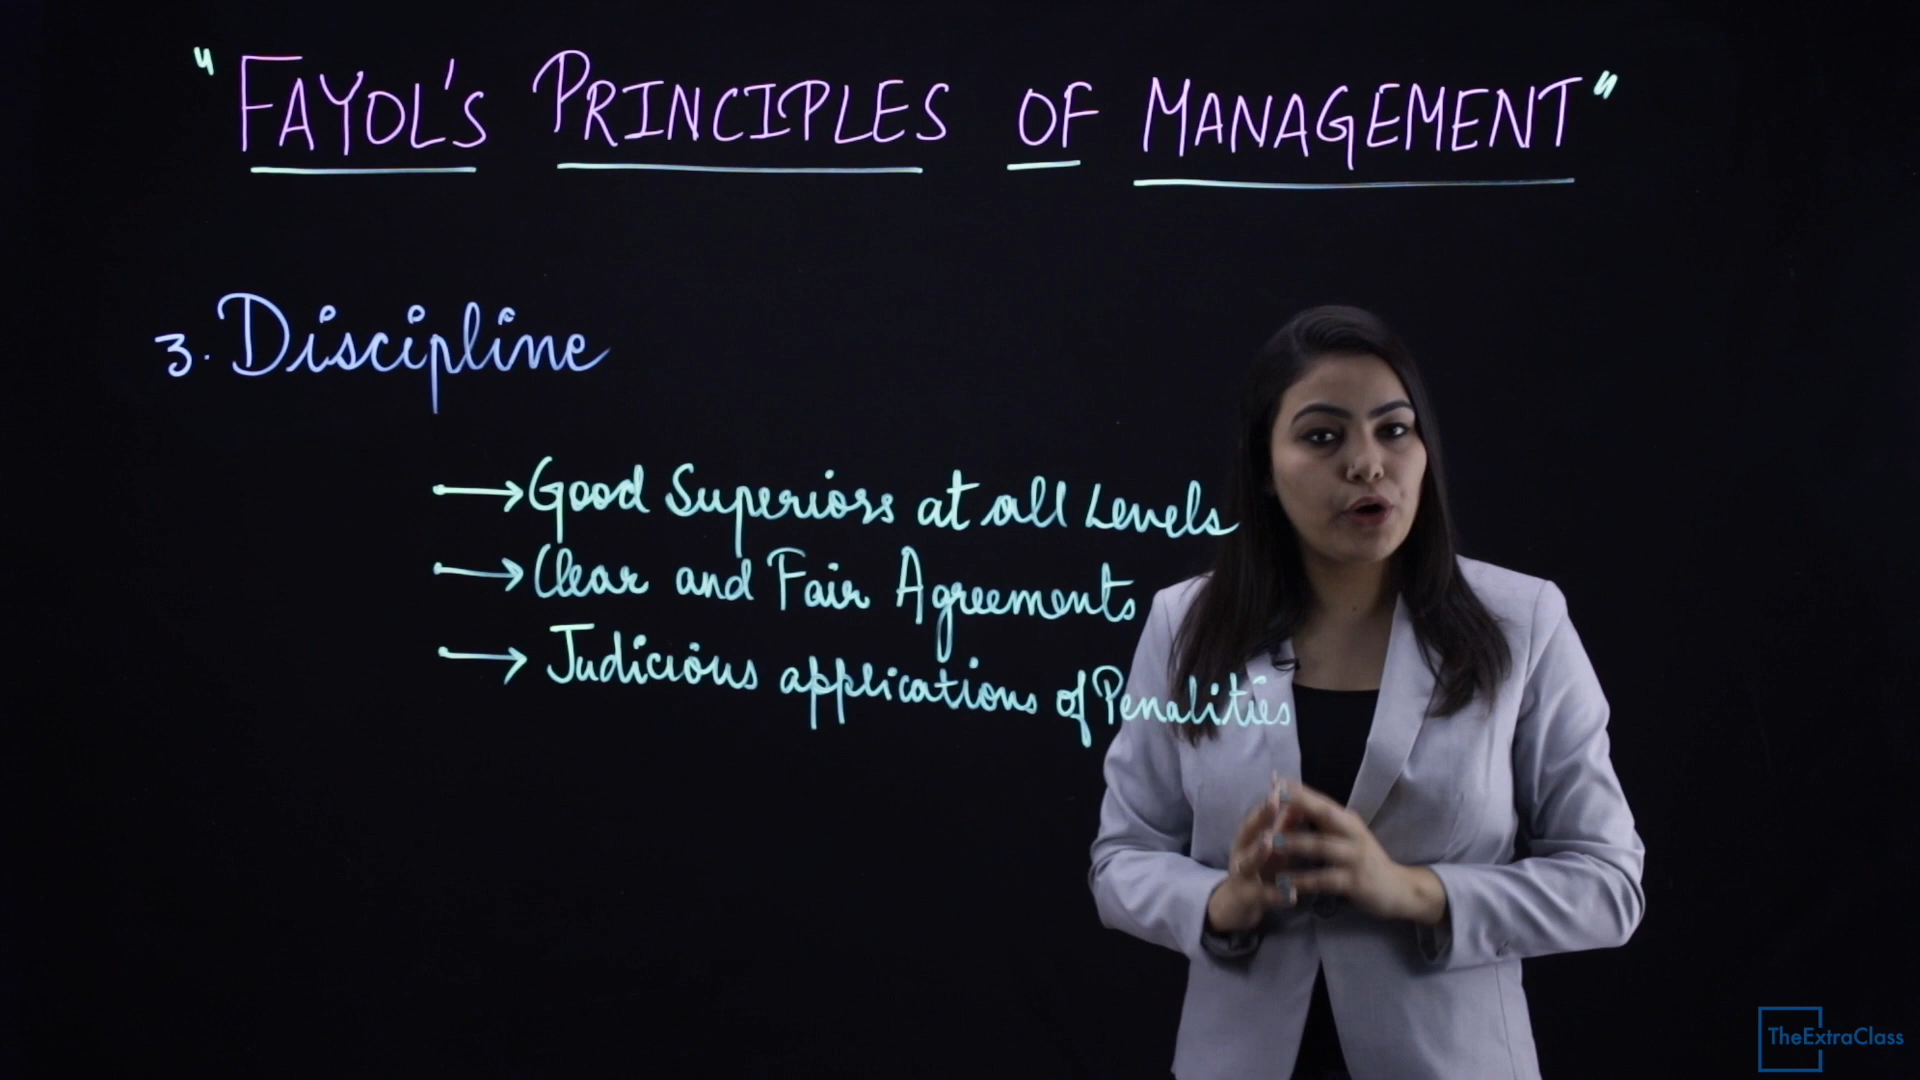 "FAYOL'S PRINCIPLES OF MANAGEMENT"
3. Discipline
→ Good Superiors at all Levels
→ Clear and Fair Agreements
→ Judicious applications of Penalities
TheExtraClass